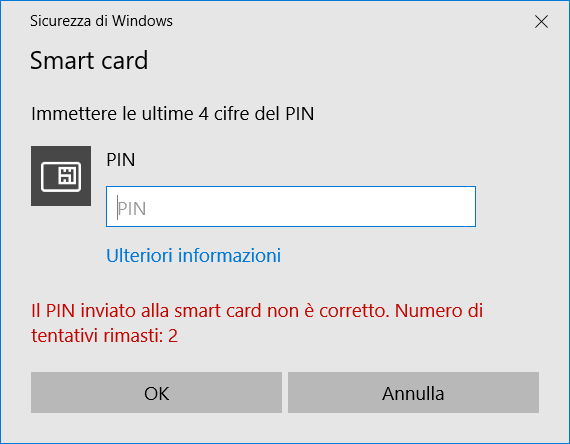 Sicurezza di Windows
Smart card
Immettere le ultime 4 cifre del PIN
PIN
PIN
Ulteriori informazioni
Il PIN inviato alla smart card non è corretto. Numero di
tentativi rimasti: 2
OK
Annulla